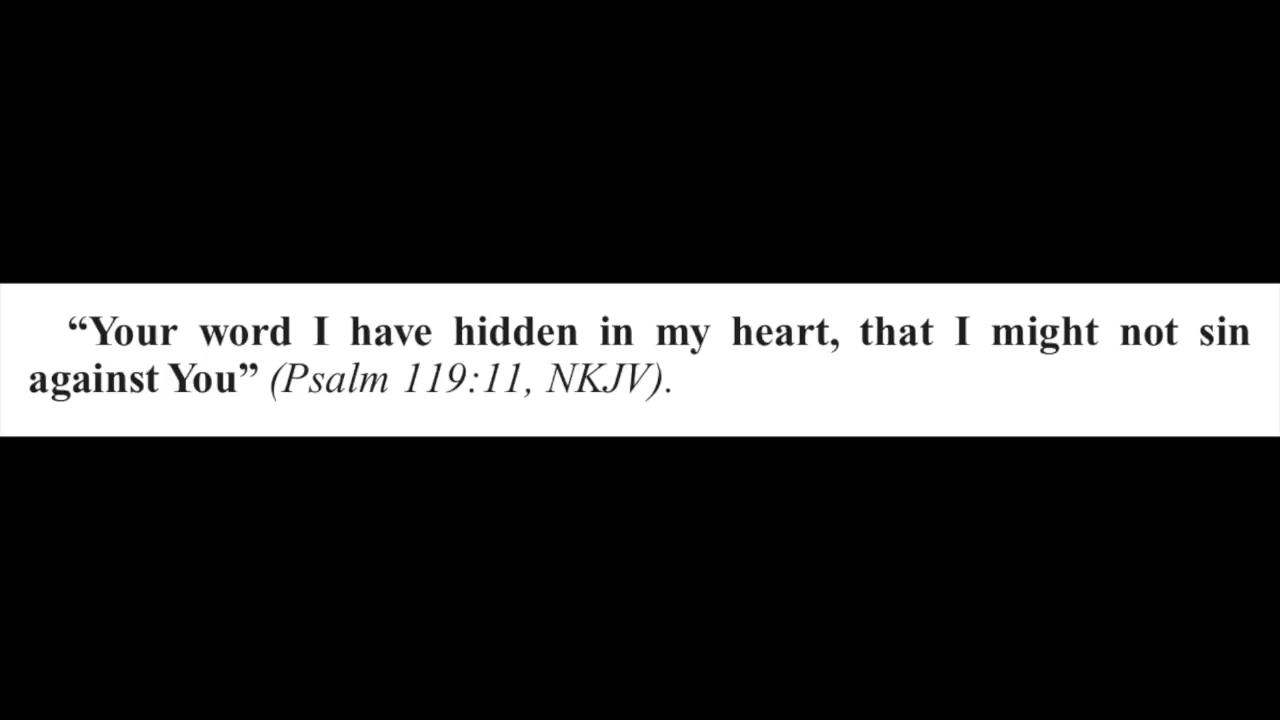 “Your word I have hidden in my heart, that I might not sin
against You” (Psalm 119:11, NKJV).